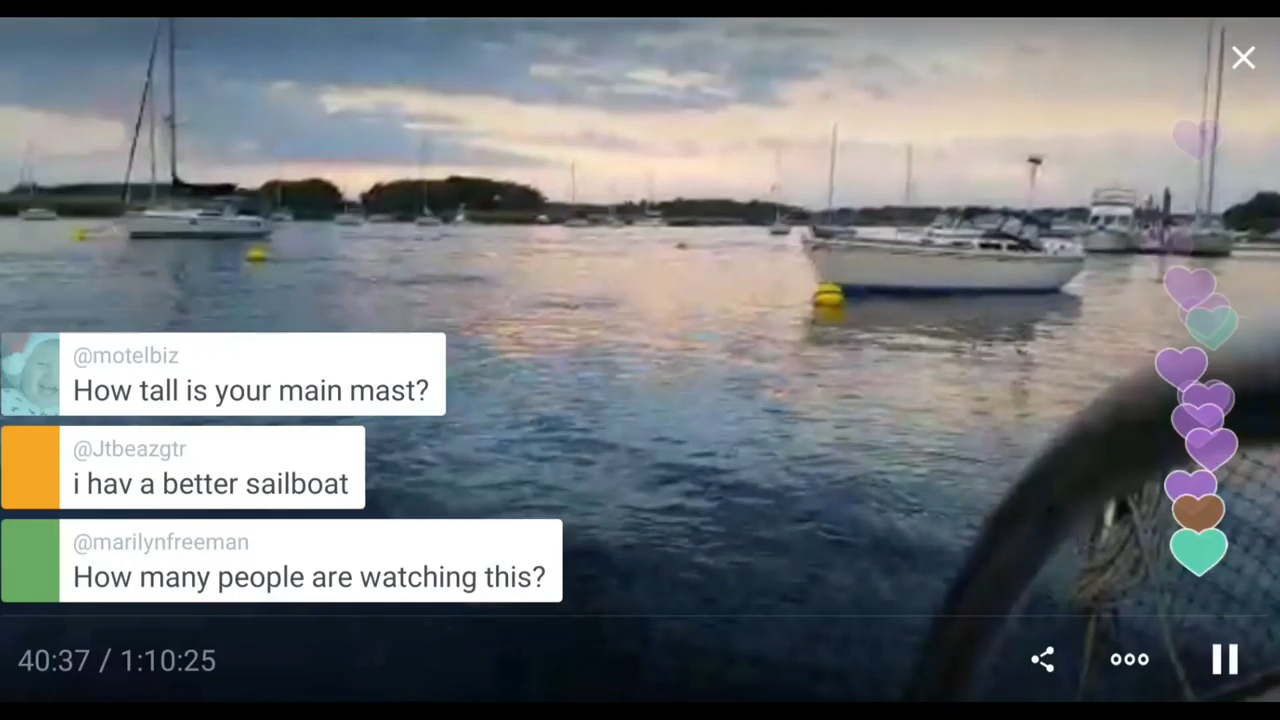 @motelbiz
How tall is your main mast?
@Jtbeazgtr
i hav a better sailboat
@marilynfreeman
How many people are watching this?
40:37 / 1:10:25